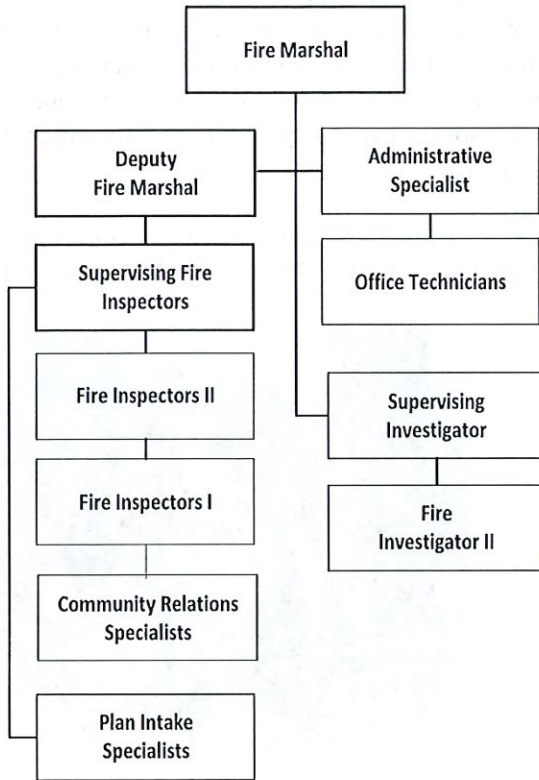 Fire Marshal
Deputy
Fire Marshal
Administrative
Specialist
Supervising Fire
Inspectors
Office Technicians
Fire Inspectors II
Supervising
Investigator
Fire Inspectors I
Fire
Investigator II
Community Relations
Specialists
Plan Intake
Specialists